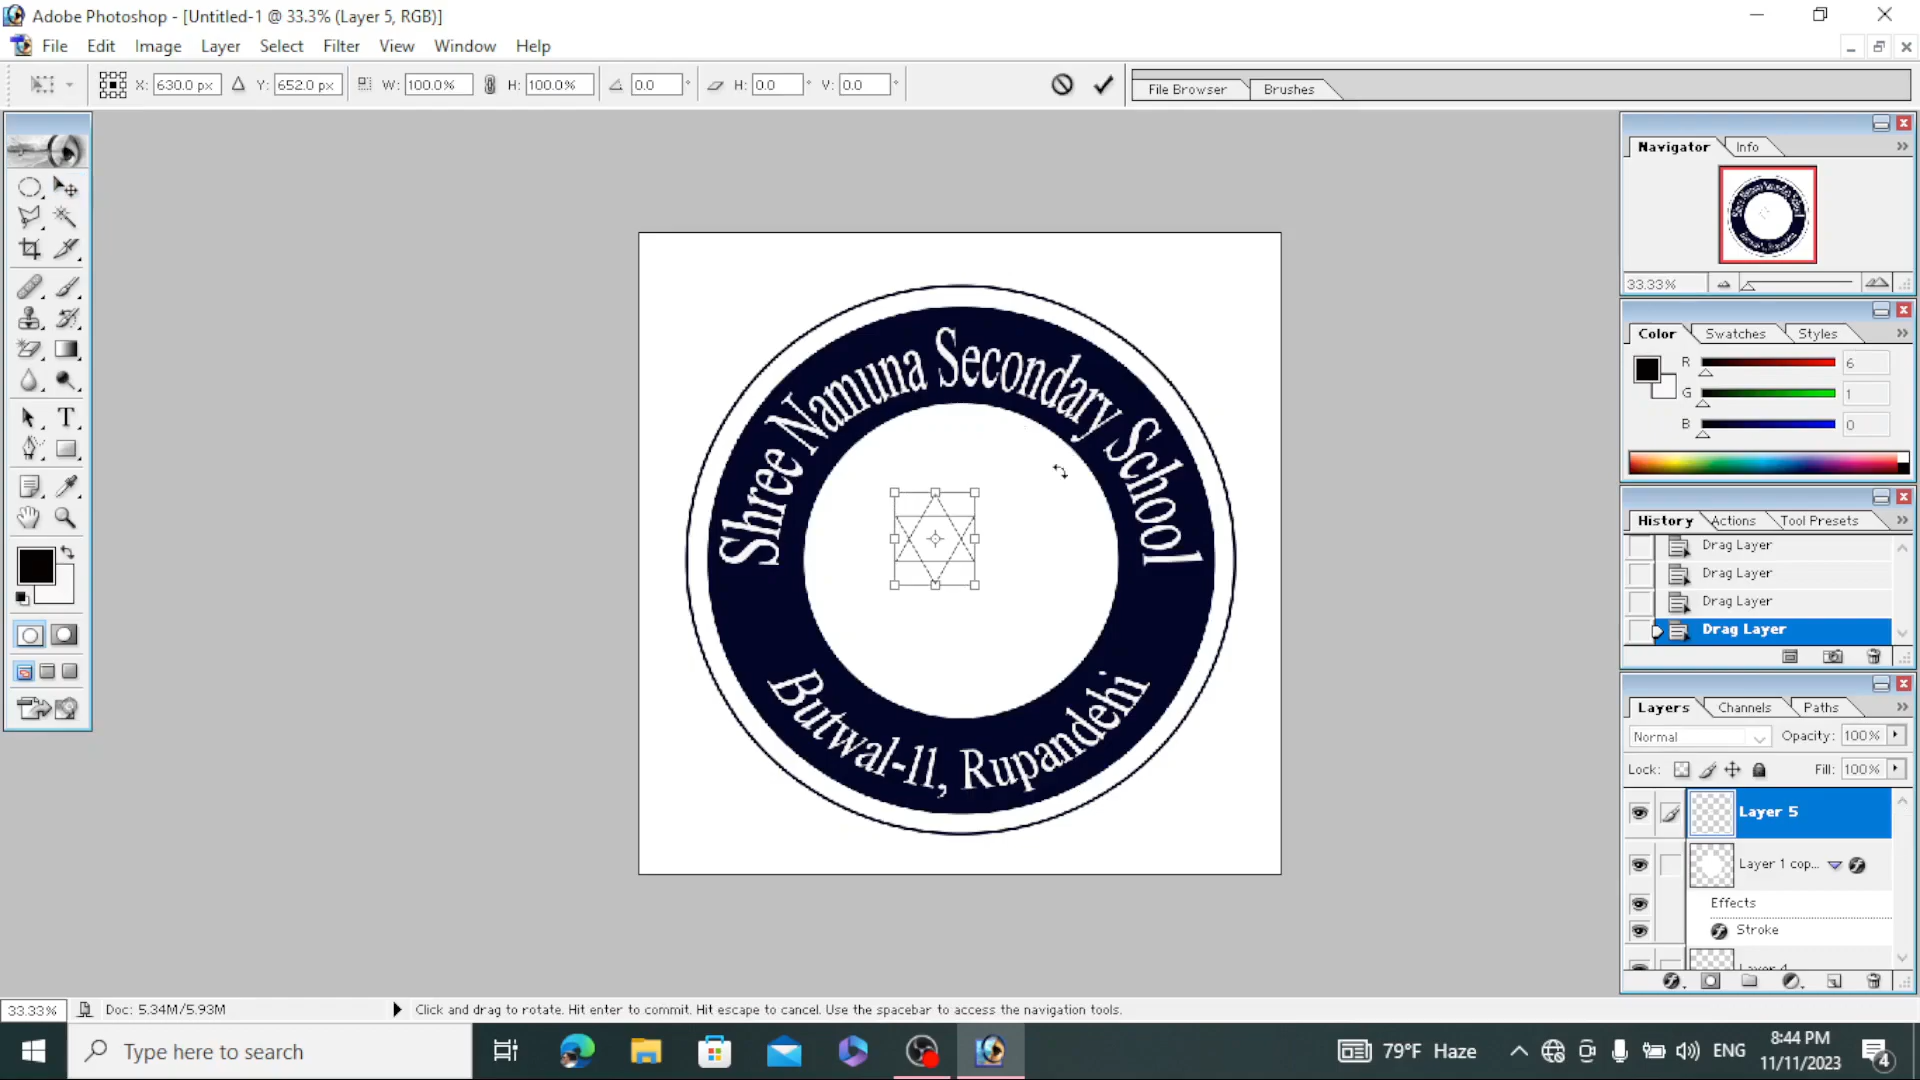 Adobe Photoshop - [Untitled-1 @ 33.3% (Layer 5, RGB)]
File Edit Image Layer Select Filter View Window Help
X: 630.0 px Y: 652.0 px W: 100.0% H: 100.0% 0.0 ° H: 0.0 ° V: 0.0 °
File Browser Brushes
Navigator Info
33.33%
Color Swatches Styles
R 6
G 1
B 0
History Actions Tool Presets
Drag Layer
Drag Layer
Drag Layer
Drag Layer
Layers Channels Paths
Normal Opacity: 100%
Lock: Fill: 100%
Layer 5
Layer 1 cop...
Effects
Stroke
Layer 4
Shree Namuna Secondary School
Butwal-11, Rupandehi
T
33.33% Doc: 5.34M/5.93M Click and drag to rotate. Hit enter to commit. Hit escape to cancel. Use the spacebar to access the navigation tools.
Type here to search
79°F Haze ENG
8:44 PM
11/11/2023
4